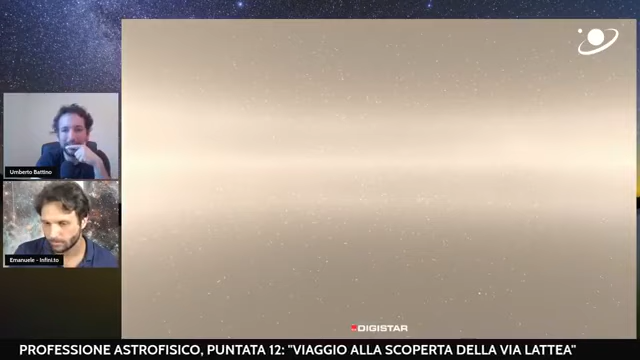 Umberto Battino
Emanuele - Infini.to
DIGISTAR
PROFESSIONE ASTROFISICO, PUNTATA 12: "VIAGGIO ALLA SCOPERTA DELLA VIA LATTEA"